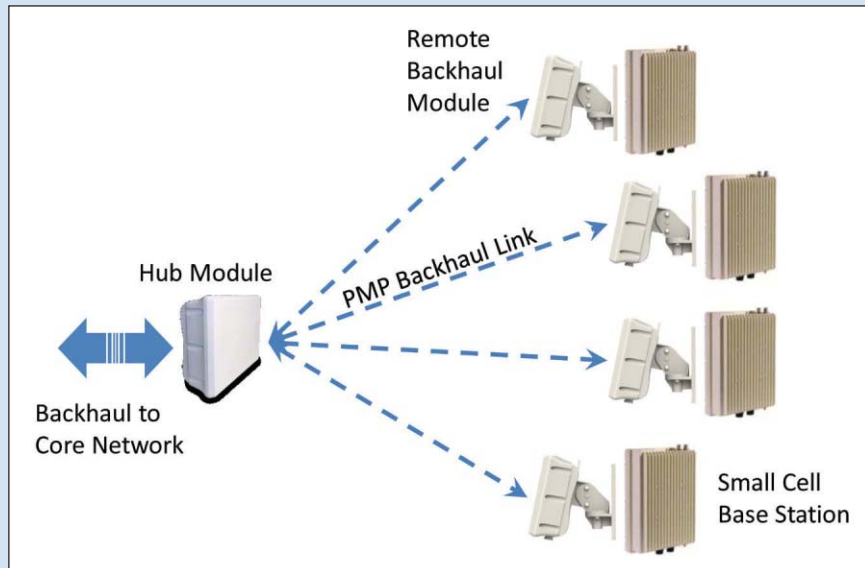 Remote
Backhaul
Module
PMP Backhaul Link
Hub Module
Backhaul to
Core Network
Small Cell
Base Station